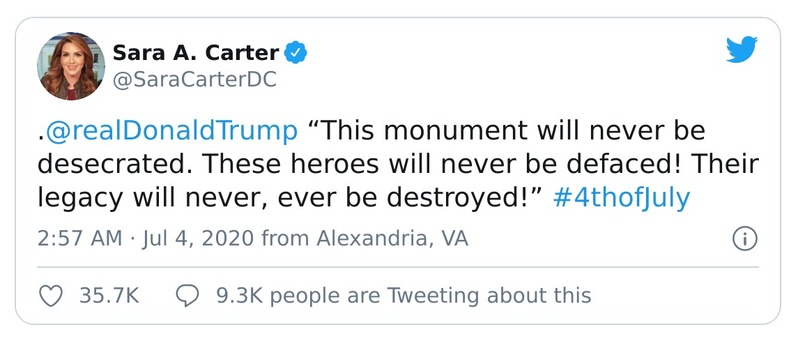 Sara A. Carter
@SaraCarterDC
.@realDonaldTrump “This monument will never be
desecrated. These heroes will never be defaced! Their
legacy will never, ever be destroyed!” #4thofJuly
2:57 AM · Jul 4, 2020 from Alexandria, VA
35.7K 9.3K people are Tweeting about this